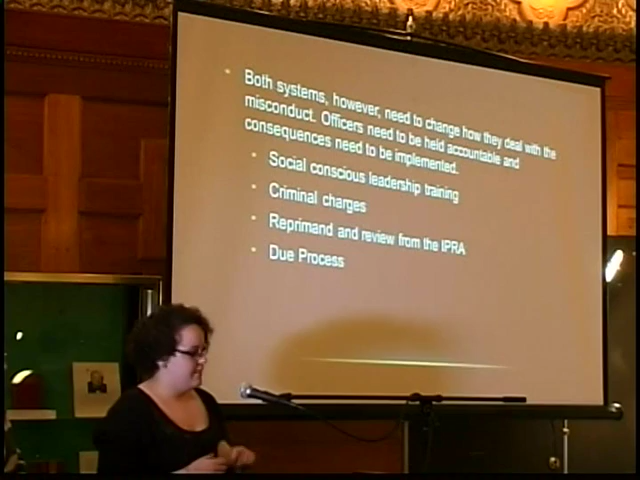 Both systems, however, need to change how they deal with the
misconduct. Officers need to be held accountable and
consequences need to be implemented.
Social conscious leadership training
Criminal charges
Reprimand and review from the IPRA
Due Process